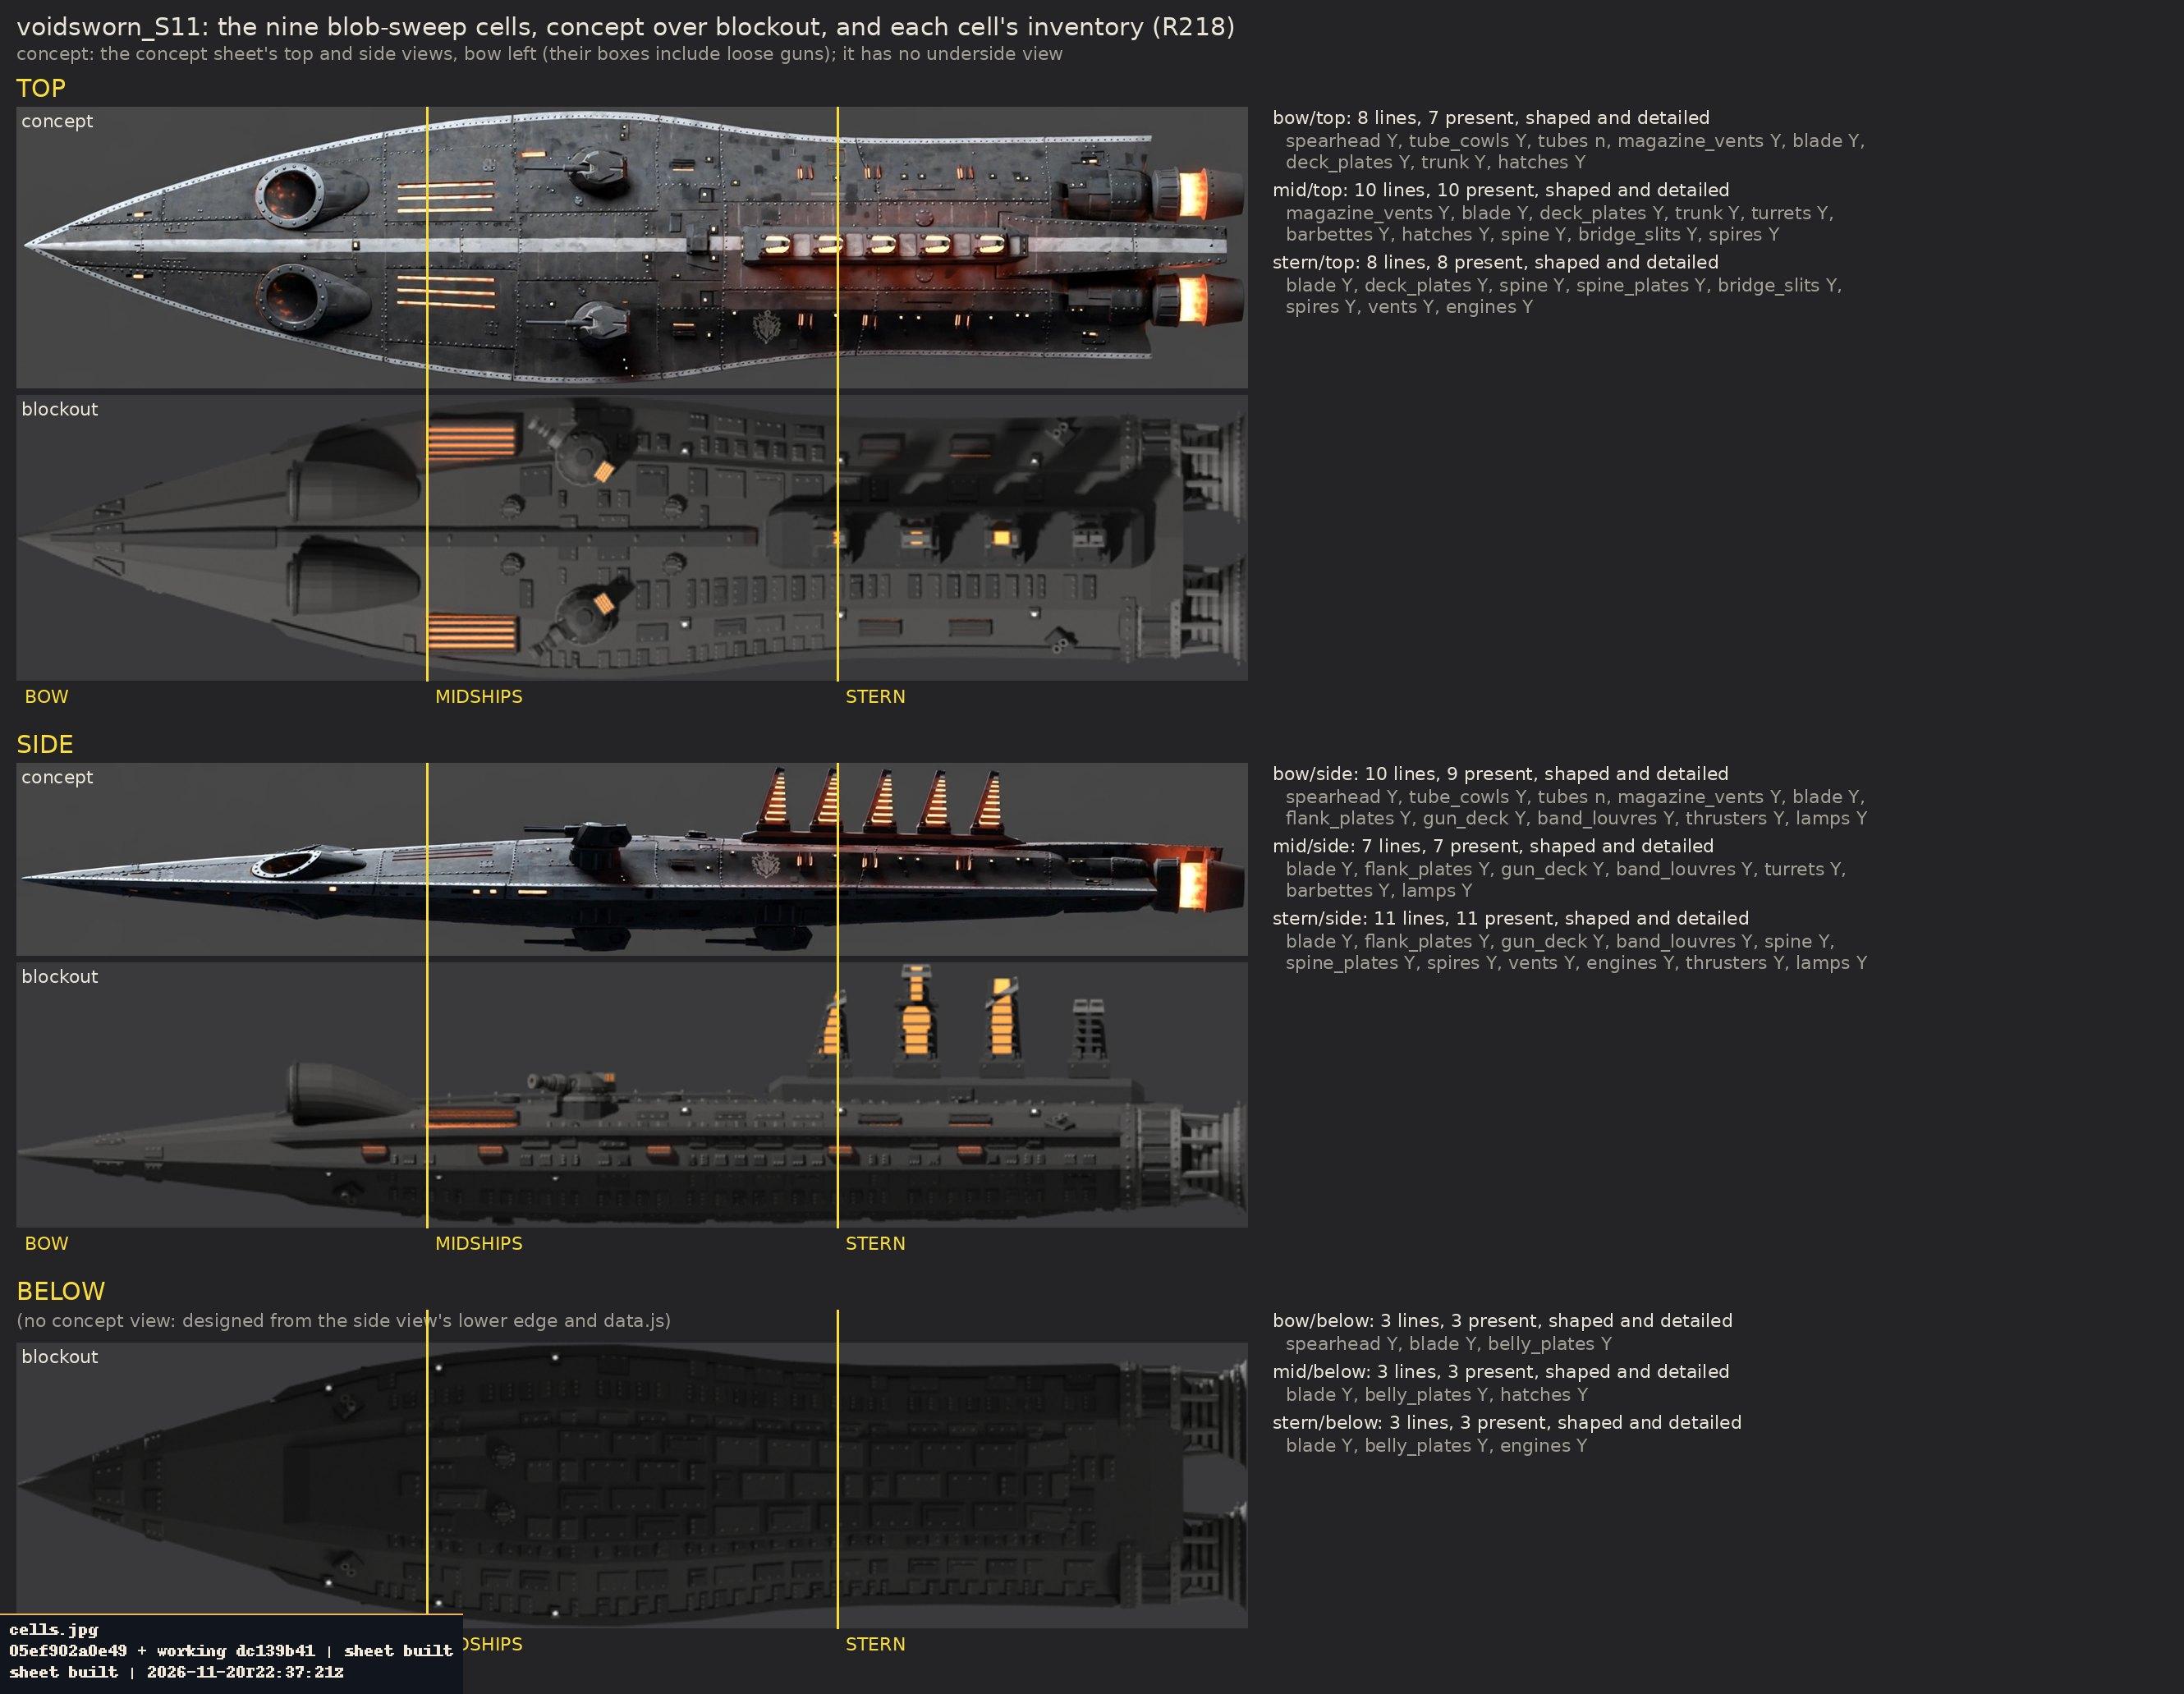 voidsworn_S11: the nine blob-sweep cells, concept over blockout, and each cell's inventory (R218)
concept: the concept sheet's top and side views, bow left (their boxes include loose guns); it has no underside view
TOP
concept
blockout
BOW
MIDSHIPS
STERN
bow/top: 8 lines, 7 present, shaped and detailed
spearhead Y, tube_cowls Y, tubes n, magazine_vents Y, blade Y,
deck_plates Y, trunk Y, hatches Y
mid/top: 10 lines, 10 present, shaped and detailed
magazine_vents Y, blade Y, deck_plates Y, trunk Y, turrets Y,
barbettes Y, hatches Y, spine Y, bridge_slits Y, spires Y
stern/top: 8 lines, 8 present, shaped and detailed
blade Y, deck_plates Y, spine Y, spine_plates Y, bridge_slits Y,
spires Y, vents Y, engines Y
SIDE
concept
blockout
BOW
MIDSHIPS
STERN
bow/side: 10 lines, 9 present, shaped and detailed
spearhead Y, tube_cowls Y, tubes n, magazine_vents Y, blade Y,
flank_plates Y, gun_deck Y, band_louvres Y, thrusters Y, lamps Y
mid/side: 7 lines, 7 present, shaped and detailed
blade Y, flank_plates Y, gun_deck Y, band_louvres Y, turrets Y,
barbettes Y, lamps Y
stern/side: 11 lines, 11 present, shaped and detailed
blade Y, flank_plates Y, gun_deck Y, band_louvres Y, spine Y,
spine_plates Y, spires Y, vents Y, engines Y, thrusters Y, lamps Y
BELOW
(no concept view: designed from the side view's lower edge and data.js)
blockout
DSHIPS
STERN
bow/below: 3 lines, 3 present, shaped and detailed
spearhead Y, blade Y, belly_plates Y
mid/below: 3 lines, 3 present, shaped and detailed
blade Y, belly_plates Y, hatches Y
stern/below: 3 lines, 3 present, shaped and detailed
blade Y, belly_plates Y, engines Y
cells.jpg
05ef902a0e49 + working dc139b41 | sheet built
sheet built | 2026-11-20T22:37:21Z